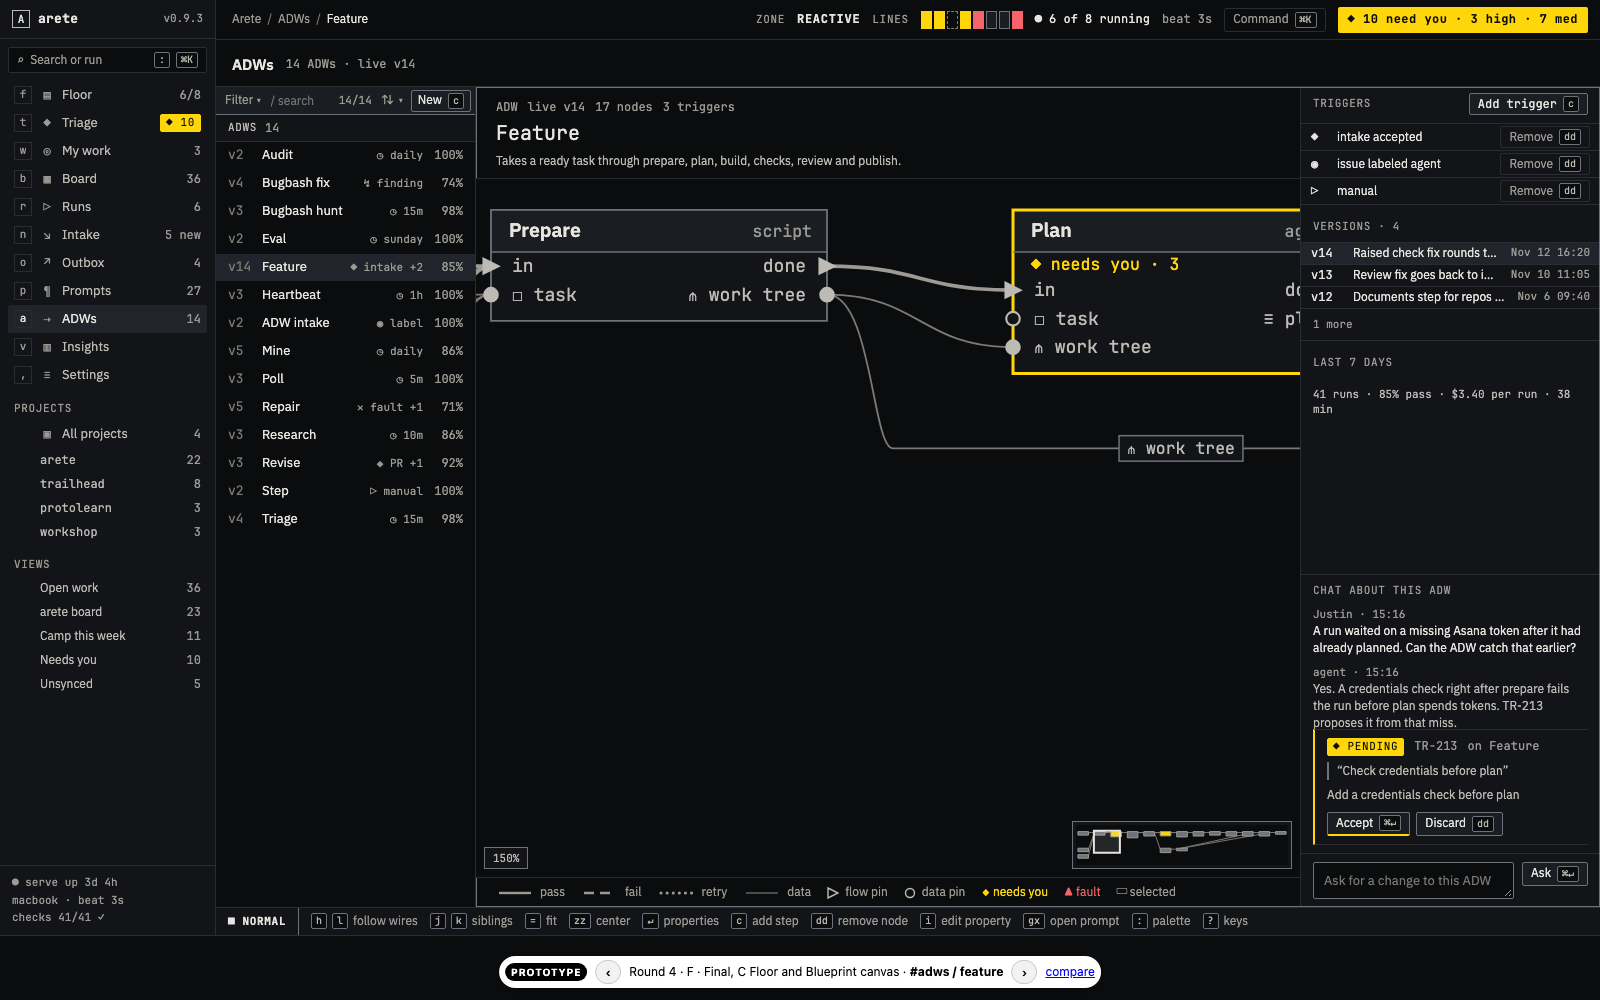 A arete v0.9.3
Arete / ADWs / Feature
ZONE REACTIVE LINES 6 of 8 running beat 3s Command ⌘K ◆ 10 need you · 3 high · 7 med
Search or run : ⌘K
f Floor 6/8
t Triage ◆ 10
w My work 3
b Board 36
r Runs 6
n Intake 5 new
o Outbox 4
p Prompts 27
a ADWs 14
v Insights
, Settings
PROJECTS
All projects 4
arete 22
trailhead 8
protolearn 3
workshop 3
VIEWS
Open work 36
arete board 23
Camp this week 11
Needs you 10
Unsynced 5
serve up 3d 4h
macbook · beat 3s
checks 41/41 ✓
ADWs 14 ADWs · live v14
Filter / search 14/14 New c
ADWS 14
v2 Audit daily 100%
v4 Bugbash fix finding 74%
v3 Bugbash hunt 15m 98%
v2 Eval sunday 100%
v14 Feature ◆ intake +2 85%
v3 Heartbeat 1h 100%
v2 ADW intake label 100%
v5 Mine daily 86%
v3 Poll 5m 100%
v5 Repair × fault +1 71%
v3 Research 10m 86%
v3 Revise ◆ PR +1 92%
v2 Step manual 100%
v4 Triage 15m 98%
ADW live v14 17 nodes 3 triggers
Feature
Takes a ready task through prepare, plan, build, checks, review and publish.
Prepare script
in done
task work tree
Plan
◆ needs you · 3
in
task
work tree
work tree
150%
pass fail retry data flow pin data pin ◆ needs you fault selected
TRIGGERS Add trigger c
intake accepted Remove dd
issue labeled agent Remove dd
manual Remove dd
VERSIONS · 4
v14 Raised check fix rounds t... Nov 12 16:20
v13 Review fix goes back to i... Nov 10 11:05
v12 Documents step for repos ... Nov 6 09:40
1 more
LAST 7 DAYS
41 runs · 85% pass · $3.40 per run · 38
min
CHAT ABOUT THIS ADW
Justin · 15:16
A run waited on a missing Asana token after it had
already planned. Can the ADW catch that earlier?
agent · 15:16
Yes. A credentials check right after prepare fails
the run before plan spends tokens. TR-213
proposes it from that miss.
◆ PENDING TR-213 on Feature
“Check credentials before plan”
Add a credentials check before plan
Accept ⌘↵ Discard dd
Ask for a change to this ADW Ask ⌘↵
NORMAL h l follow wires j k siblings = fit zz center ↵ properties c add step dd remove node i edit property gx open prompt : palette ? keys
PROTOTYPE ‹ Round 4 · F · Final, C Floor and Blueprint canvas · #adws / feature › compare